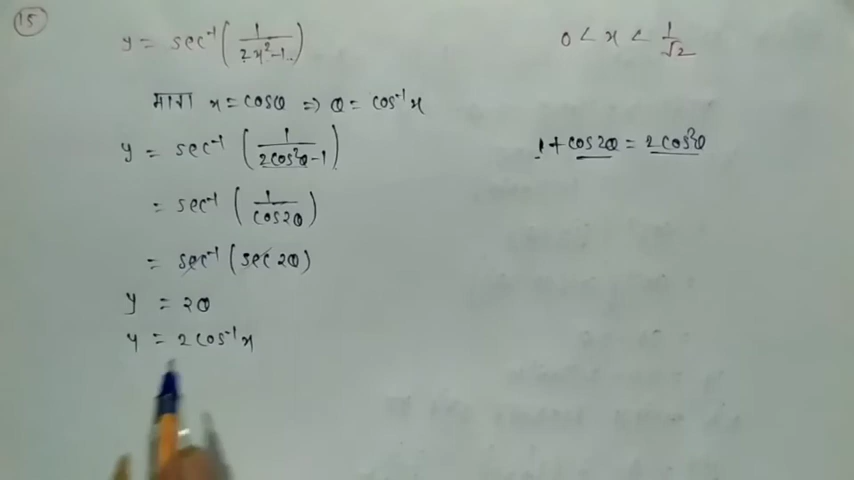 15
y = sec⁻¹(1/(2x²-1)) 0 < x < 1/√2
माना x = cosθ ⇒ θ = cos⁻¹x
y = sec⁻¹(1/(2cos²θ-1)) 1 + cos2θ = 2cos²θ
= sec⁻¹(1/cos2θ)
= sec⁻¹(sec 2θ)
y = 2θ
y = 2cos⁻¹x